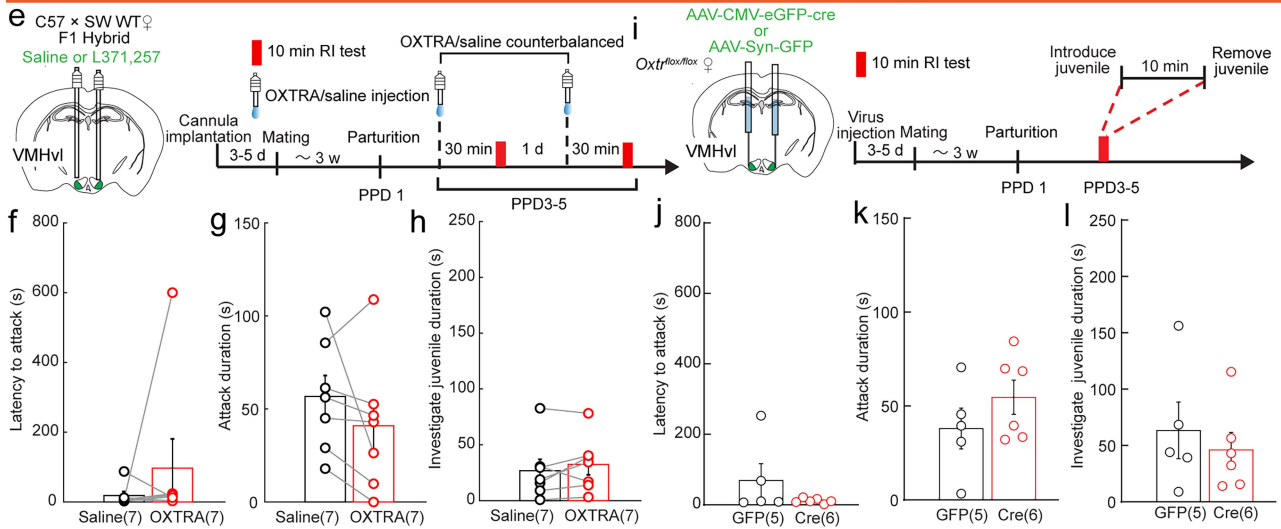 e
C57 × SW WT♀
F1 Hybrid
Saline or L371,257
VMHvl
10 min RI test
OXTRA/saline injection
OXTRA/saline counterbalanced
Cannula
implantation
Mating
Parturition
3-5 d
~ 3 w
30 min
1 d
30 min
PPD 1
PPD3-5
i
AAV-CMV-eGFP-cre
or
AAV-Syn-GFP
Oxtrflox/flox ♀
VMHvl
10 min RI test
Introduce
juvenile
10 min
Remove
juvenile
Virus
injection
Mating
Parturition
3-5 d
~ 3 w
PPD 1
PPD3-5
f
Latency to attack (s)
800
600
400
200
0
Saline(7)
OXTRA(7)
g
Attack duration (s)
150
100
50
0
Saline(7)
OXTRA(7)
h
Investigate juvenile duration (s)
250
200
150
100
50
0
Saline(7)
OXTRA(7)
j
Latency to attack (s)
800
600
400
200
0
GFP(5)
Cre(6)
k
Attack duration (s)
150
100
50
0
GFP(5)
Cre(6)
l
Investigate juvenile duration (s)
250
200
150
100
50
0
GFP(5)
Cre(6)